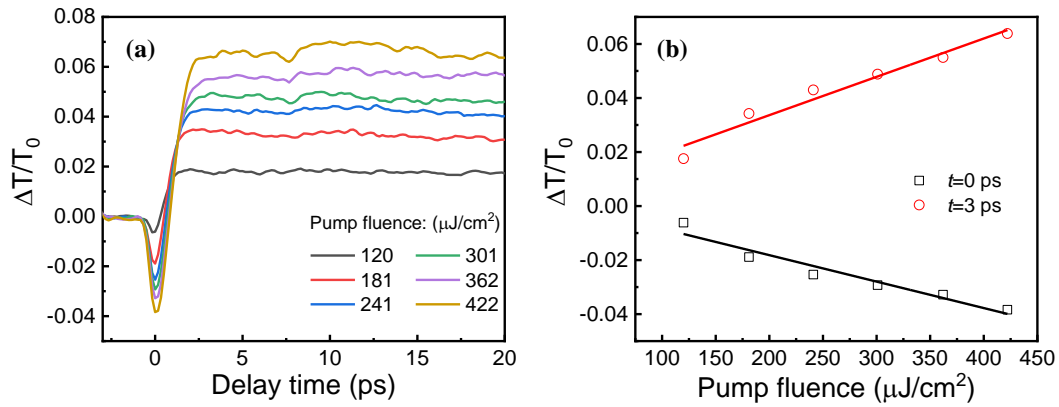 (a)
ΔT/T₀
0.08
0.06
0.04
0.02
0.00
-0.02
-0.04
Pump fluence: (μJ/cm²)
120 301
181 362
241 422
0 5 10 15 20
Delay time (ps)
(b)
ΔT/T₀
0.06
0.04
0.02
0.00
-0.02
-0.04
t=0 ps
t=3 ps
100 150 200 250 300 350 400 450
Pump fluence (μJ/cm²)